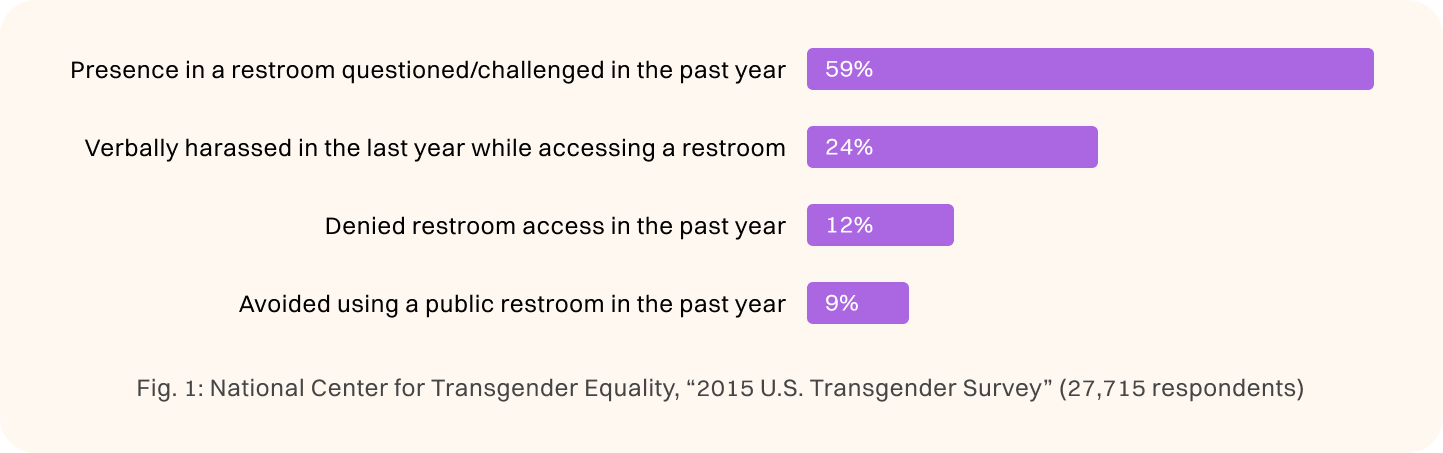 Presence in a restroom questioned/challenged in the past year 59%
Verbally harassed in the last year while accessing a restroom 24%
Denied restroom access in the past year 12%
Avoided using a public restroom in the past year 9%
Fig. 1: National Center for Transgender Equality, “2015 U.S. Transgender Survey” (27,715 respondents)